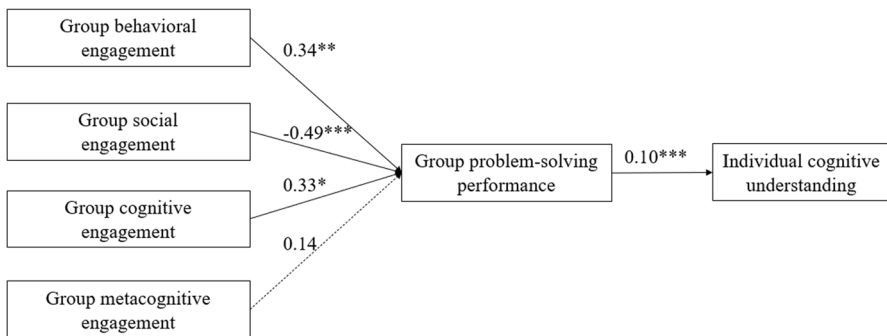 Group behavioral
engagement
0.34**
Group social
engagement
-0.49***
Group problem-solving
performance
0.10***
Individual cognitive
understanding
0.33*
Group cognitive
engagement
0.14
Group metacognitive
engagement